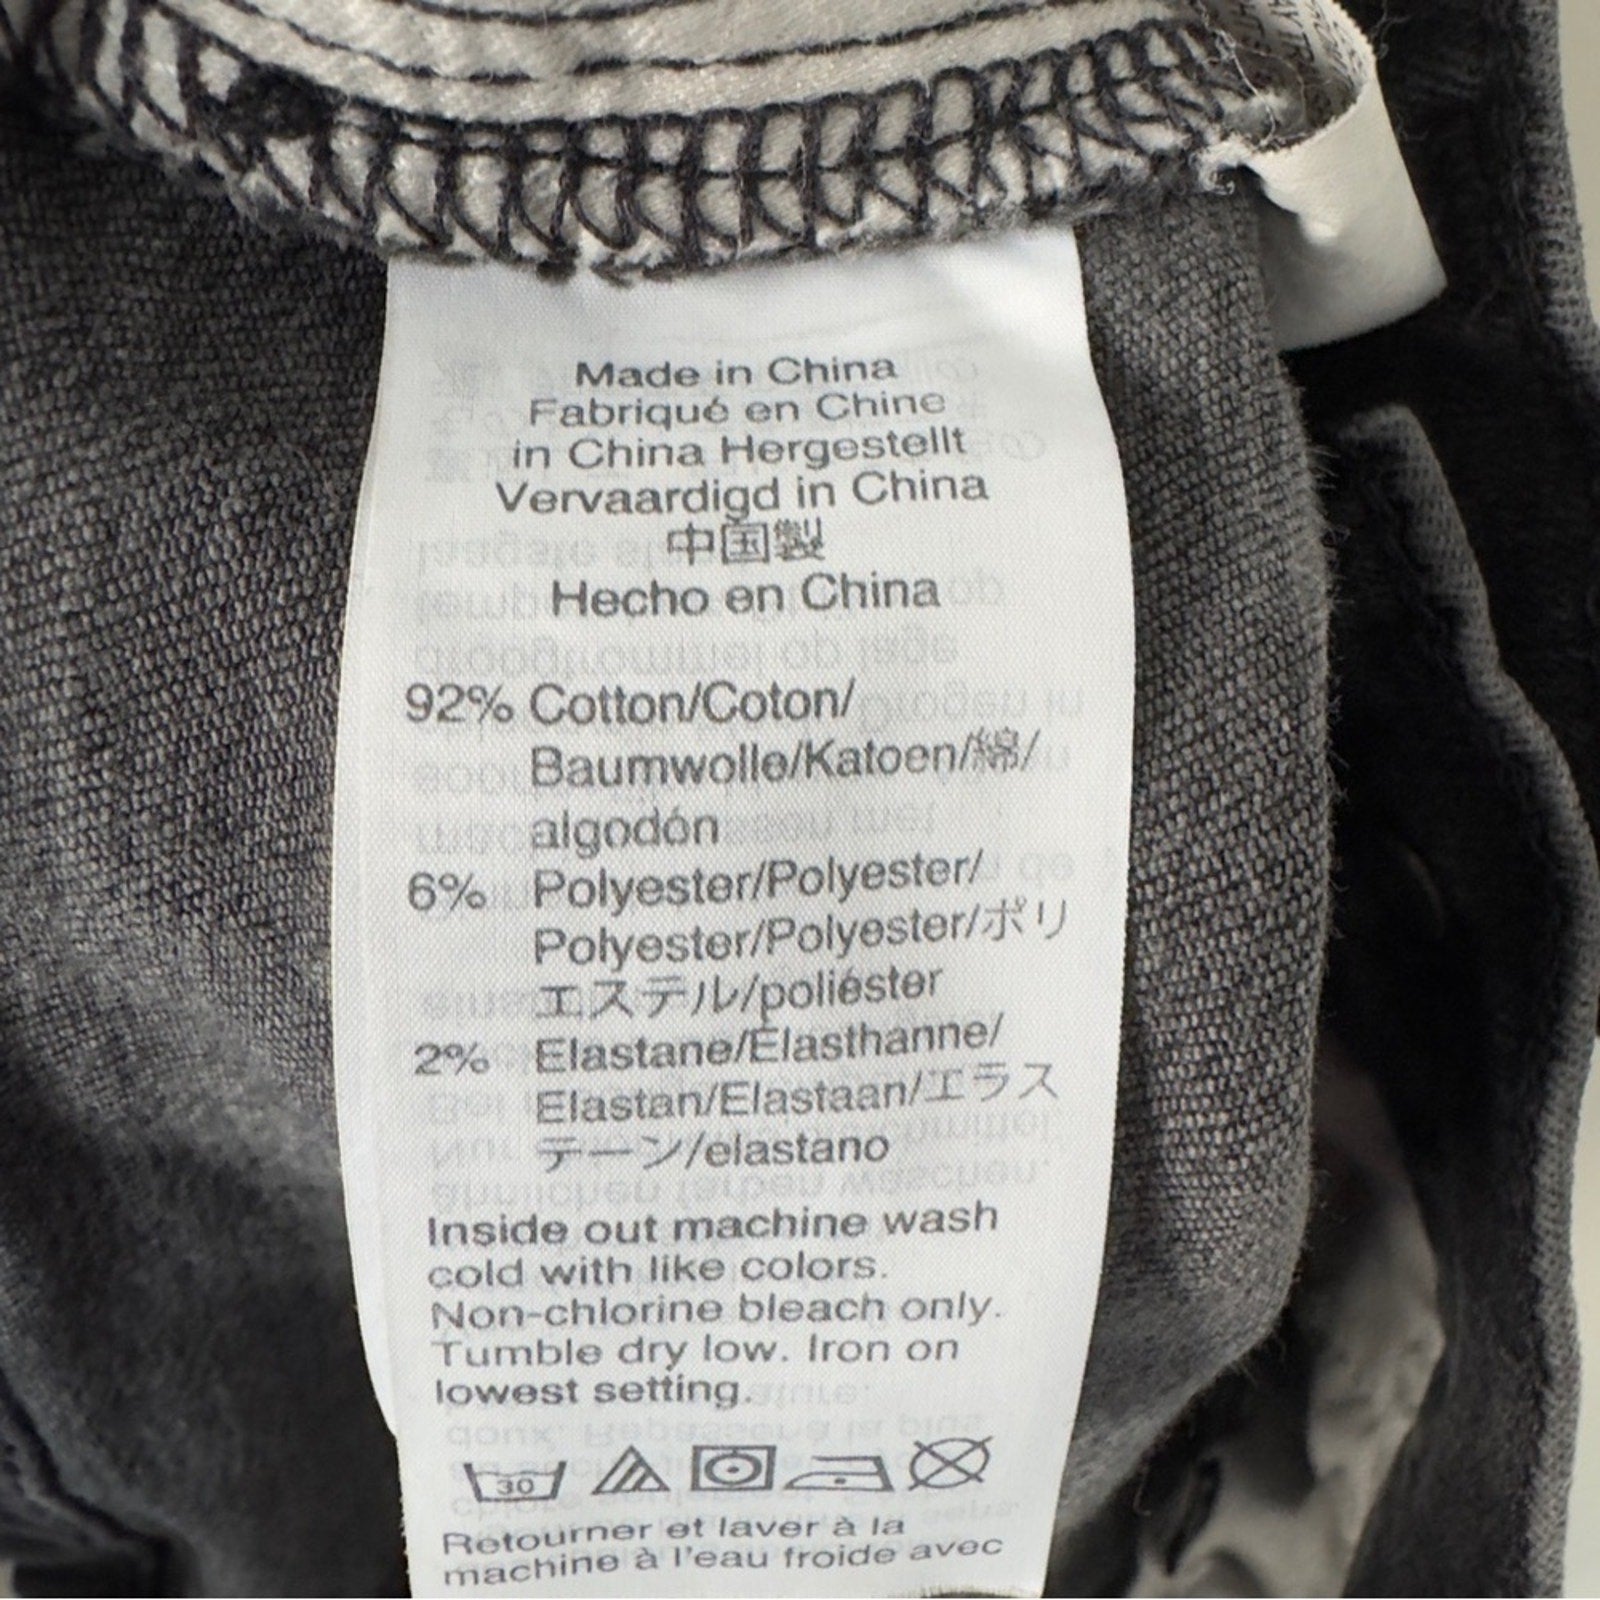 Made in China
Fabriqué en Chine
in China Hergestellt
Vervaardigd in China
中国製
Hecho en China
92% Cotton/Coton/
Baumwolle/Katoen/綿/
algodón
6% Polyester/Polyester/
Polyester/Polyester/ポリ
エステル/poliéster
2% Elastane/Élasthanne/
Elastan/Elastaan/エラス
テーン/elastano
Inside out machine wash
cold with like colors.
Non-chlorine bleach only.
Tumble dry low. Iron on
lowest setting.
30
Retourner et laver à la
machine à l'eau froide avec